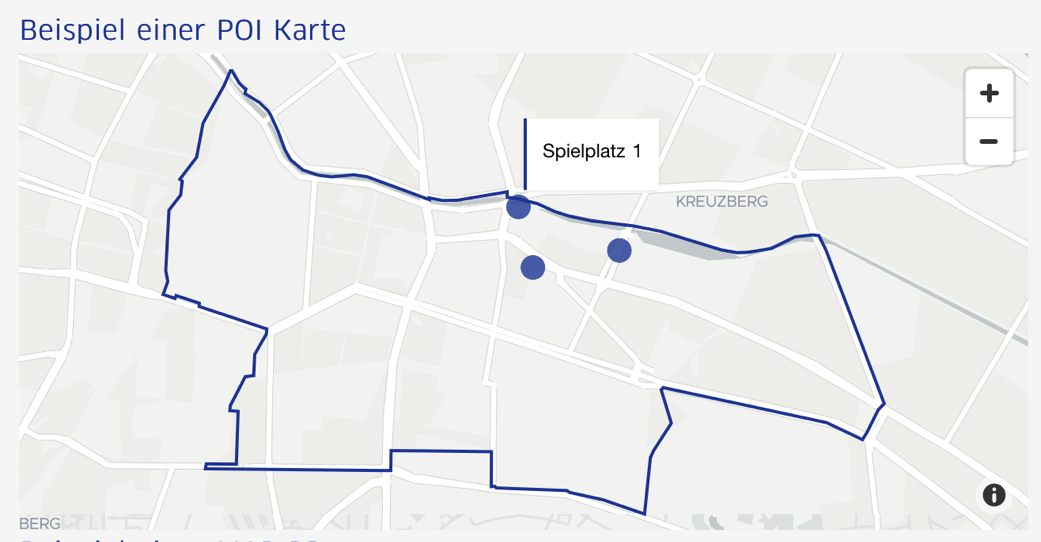 Beispiel einer POI Karte
+
Spielplatz 1
−
KREUZBERG
i
BERG